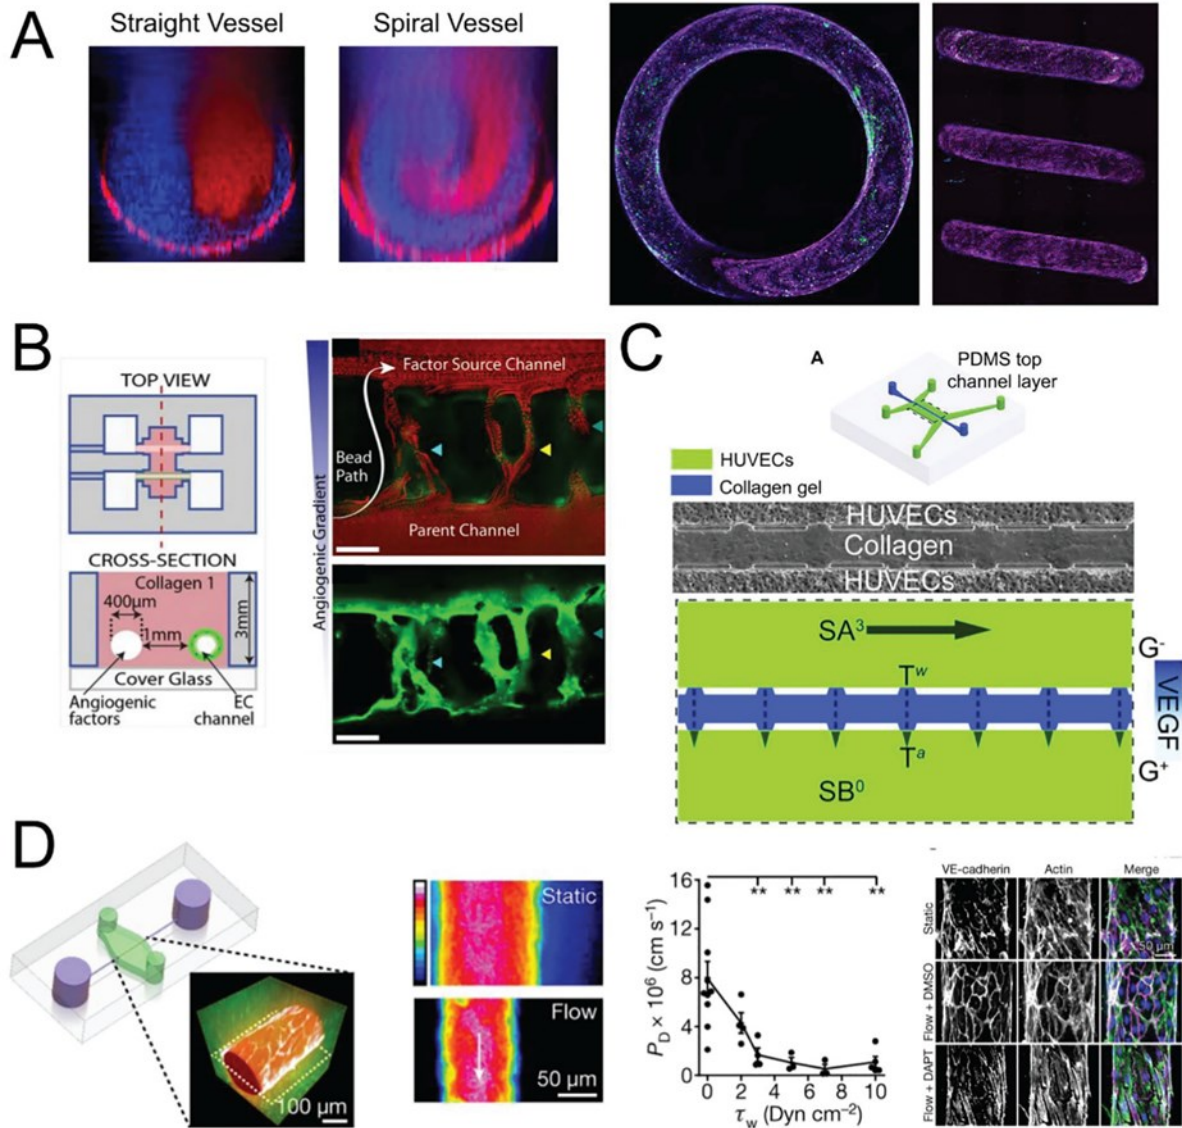 A
Straight Vessel
Spiral Vessel
B
TOP VIEW
CROSS-SECTION
Collagen 1
400µm
1mm
3mm
Cover Glass
Angiogenic
factors
EC
channel
Angiogenic Gradient
Factor Source Channel
Bead
Path
Parent Channel
C
A
PDMS top
channel layer
HUVECs
Collagen gel
HUVECs
Collagen
HUVECs
SA³
G⁻
Tʷ
VEGF
Tᵃ
G⁺
SB⁰
D
100 µm
Static
Flow
50 µm
P_D × 10⁶ (cm s⁻¹)
16
12
8
4
0
** ** ** **
0 2 4 6 8 10
τ_w (Dyn cm⁻²)
VE-cadherin Actin Merge
Static
50 µm
Flow + DMSO
Flow + DAPT